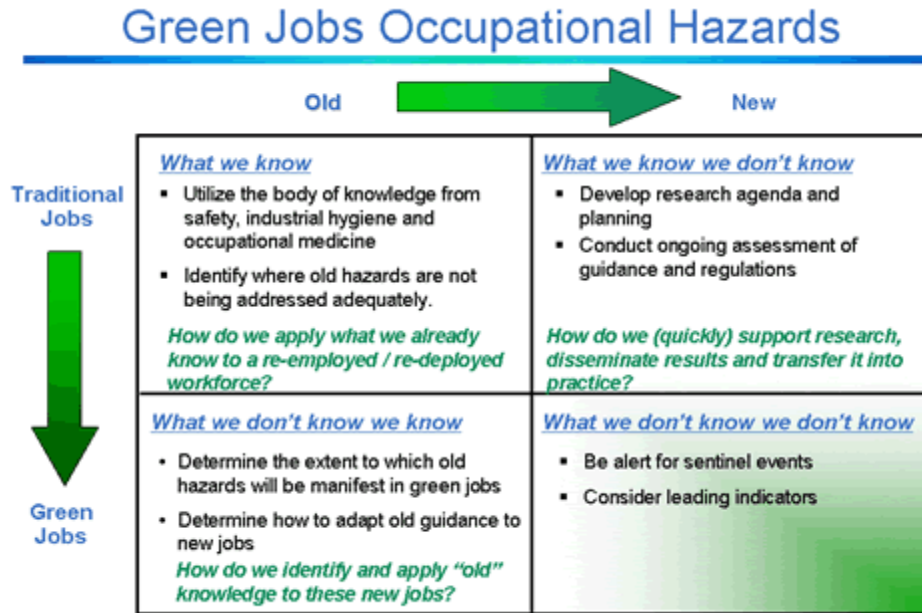 Green Jobs Occupational Hazards
Old
New
Traditional
Jobs
What we know
▪ Utilize the body of knowledge from
safety, industrial hygiene and
occupational medicine
▪ Identify where old hazards are not
being addressed adequately.
How do we apply what we already
know to a re-employed / re-deployed
workforce?
What we know we don't know
▪ Develop research agenda and
planning
▪ Conduct ongoing assessment of
guidance and regulations
How do we (quickly) support research,
disseminate results and transfer it into
practice?
Green
Jobs
What we don't know we know
• Determine the extent to which old
hazards will be manifest in green jobs
• Determine how to adapt old guidance to
new jobs
How do we identify and apply “old”
knowledge to these new jobs?
What we don't know we don't know
▪ Be alert for sentinel events
▪ Consider leading indicators